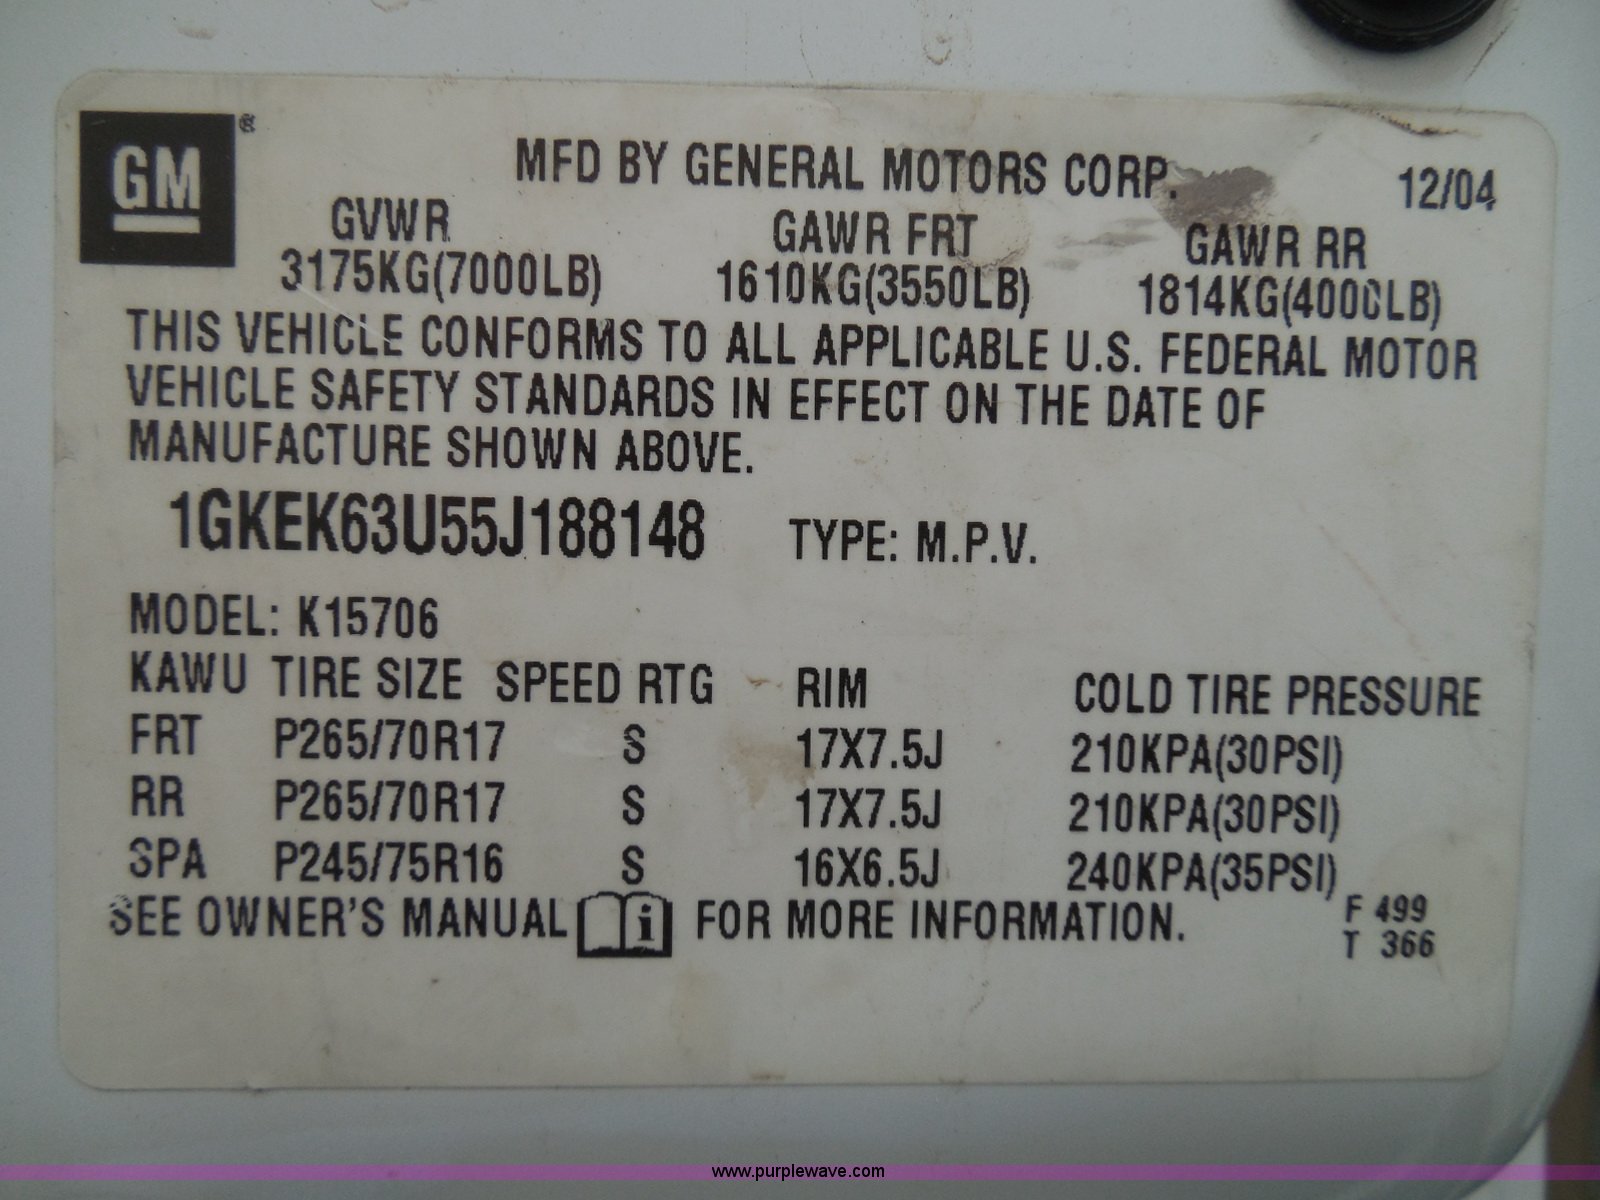 GM ®
MFD BY GENERAL MOTORS CORP. 12/04
GVWR GAWR FRT GAWR RR
3175KG(7000LB) 1610KG(3550LB) 1814KG(4000LB)
THIS VEHICLE CONFORMS TO ALL APPLICABLE U.S. FEDERAL MOTOR
VEHICLE SAFETY STANDARDS IN EFFECT ON THE DATE OF
MANUFACTURE SHOWN ABOVE.
1GKEK63U55J188148 TYPE: M.P.V.
MODEL: K15706
KAWU TIRE SIZE SPEED RTG RIM COLD TIRE PRESSURE
FRT P265/70R17 S 17X7.5J 210KPA(30PSI)
RR P265/70R17 S 17X7.5J 210KPA(30PSI)
SPA P245/75R16 S 16X6.5J 240KPA(35PSI)
SEE OWNER'S MANUAL i FOR MORE INFORMATION.
F 499
T 366
www.purplewave.com